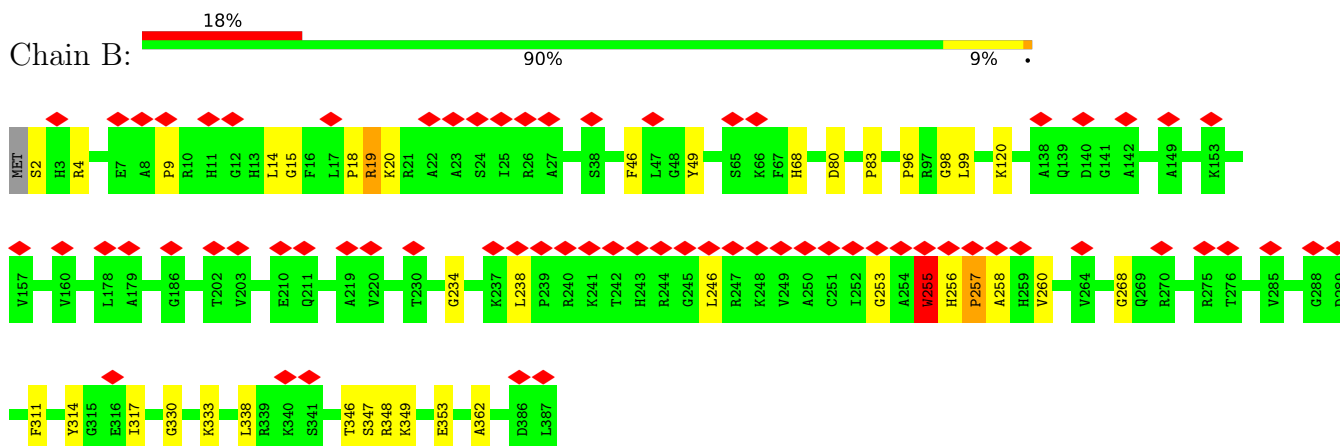 18%
Chain B:
90% 9% •
MET S2 H3 R4 E7 A8 P9 R10 H11 G12 H13 L14 G15 F16 L17 P18 R19 K20 R21 A22 A23 S24 I25 R26 A27 S38 F46 L47 G48 Y49 S65 K66 F67 H68 D80 P83 P96 R97 G98 L99 K120 A138 Q139 D140 G141 A142 A149 K153
V157 V160 L178 A179 G186 T202 V203 E210 Q211 A219 V220 T230 G234 K237 L238 P239 R240 K241 T242 H243 R244 G245 L246 R247 K248 V249 A250 C251 I252 G253 A254 W255 H256 P257 A258 H259 V260 V264 G268 Q269 R270 R275 T276 V285 G288 D289
F311 Y314 G315 E316 I317 G330 K333 L338 R339 K340 S341 T346 S347 R348 K349 E353 A362 D386 L387